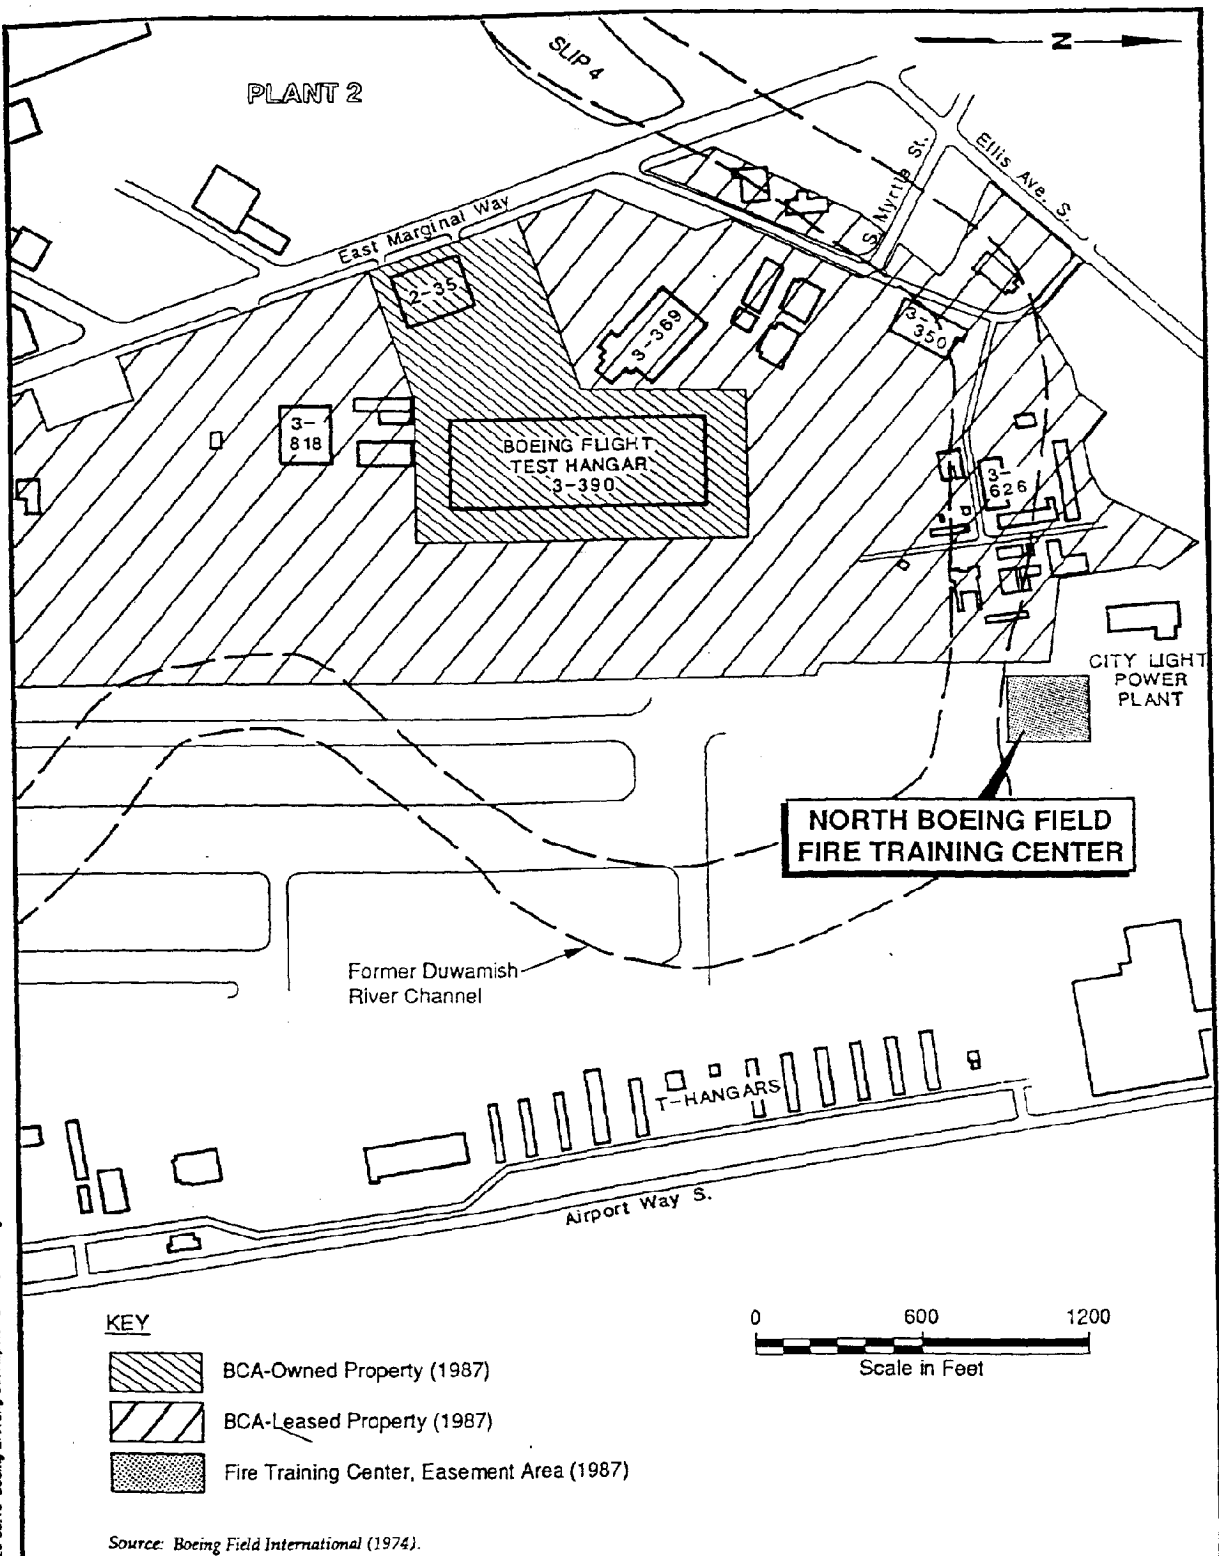 N
SLIP 4
PLANT 2
Ellis Ave. S.
S. Myrtle St.
East Marginal Way
2-35
3-369
3-
350
3-
818
BOEING FLIGHT
TEST HANGAR
3-390
3-
626
CITY LIGHT
POWER
PLANT
NORTH BOEING FIELD
FIRE TRAINING CENTER
Former Duwamish
River Channel
T-HANGARS
Airport Way S.
KEY
BCA-Owned Property (1987)
BCA-Leased Property (1987)
Fire Training Center, Easement Area (1987)
0 600 1200
Scale in Feet
Source: Boeing Field International (1974).